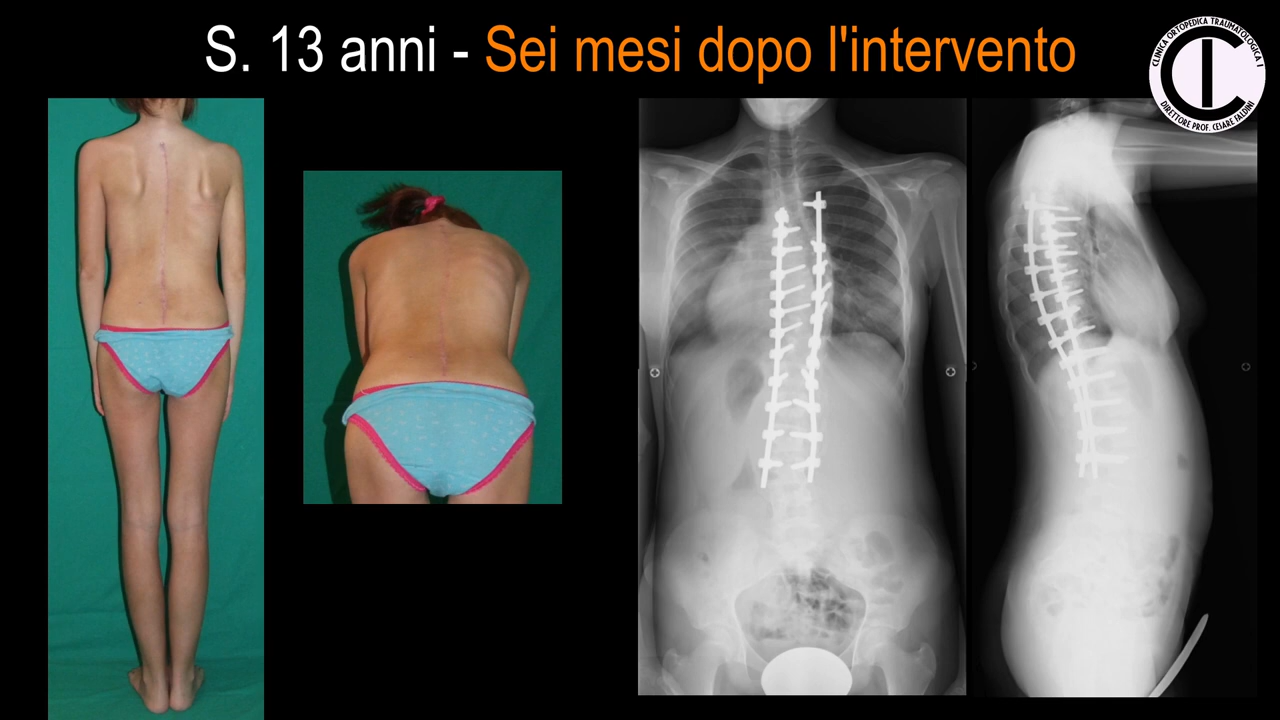 S. 13 anni - Sei mesi dopo l'intervento
CLINICA ORTOPEDICA TRAUMATOLOGICA I
DIRETTORE PROF. CESARE FALDINI